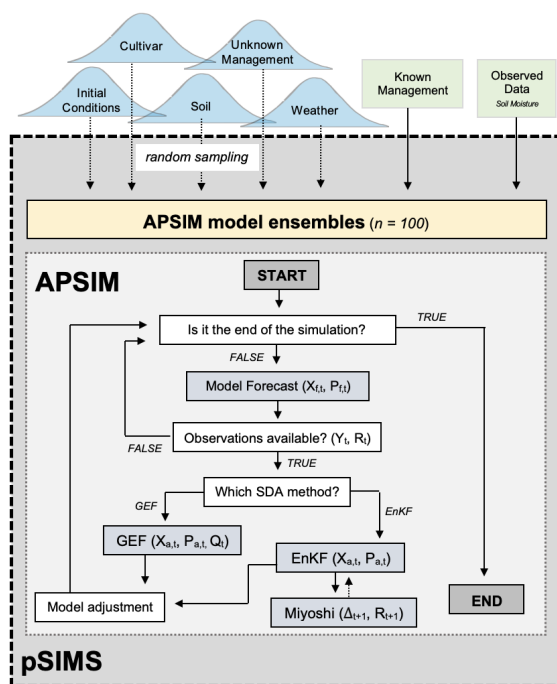 Cultivar
Unknown
Management
Initial
Conditions
Soil
Weather
Known
Management
Observed
Data
Soil Moisture
random sampling
APSIM model ensembles (n = 100)
APSIM
START
Is it the end of the simulation?
TRUE
FALSE
Model Forecast (Xf,t, Pf,t)
Observations available? (Yt, Rt)
FALSE
TRUE
Which SDA method?
GEF
EnKF
GEF (Xa,t, Pa,t, Qt)
EnKF (Xa,t, Pa,t)
Model adjustment
Miyoshi (Δt+1, Rt+1)
END
pSIMS